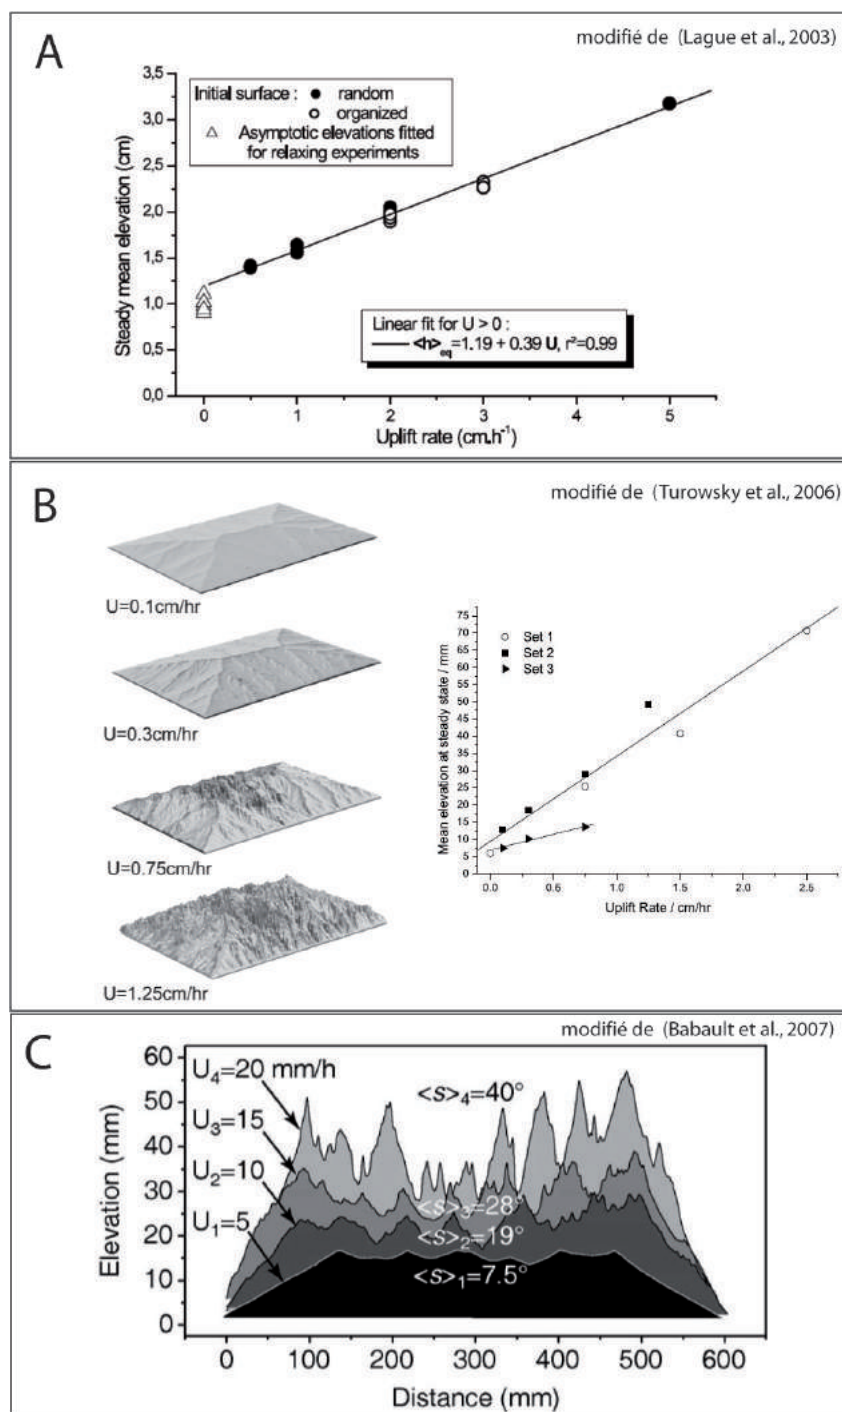 A
modifié de (Lague et al., 2003)
3,5
3,0
2,5
2,0
1,5
1,0
0,5
0,0
Steady mean elevation (cm)
Initial surface : ● random
○ organized
△ Asymptotic elevations fitted
for relaxing experiments
Linear fit for U > 0 :
<h>eq=1.19 + 0.39 U, r²=0.99
0 1 2 3 4 5
Uplift rate (cm.h⁻¹)
B
modifié de (Turowsky et al., 2006)
U=0.1cm/hr
U=0.3cm/hr
U=0.75cm/hr
U=1.25cm/hr
75
70
65
60
55
50
45
40
35
30
25
20
15
10
5
0
Mean elevation at steady state / mm
Set 1
Set 2
Set 3
0.0 0.5 1.0 1.5 2.0 2.5
Uplift Rate / cm/hr
C
modifié de (Babault et al., 2007)
60
50
40
30
20
10
0
Elevation (mm)
U₄=20 mm/h
U₃=15
U₂=10
U₁=5
<s>₄=40°
<s>₃=28°
<s>₂=19°
<s>₁=7.5°
0 100 200 300 400 500 600
Distance (mm)